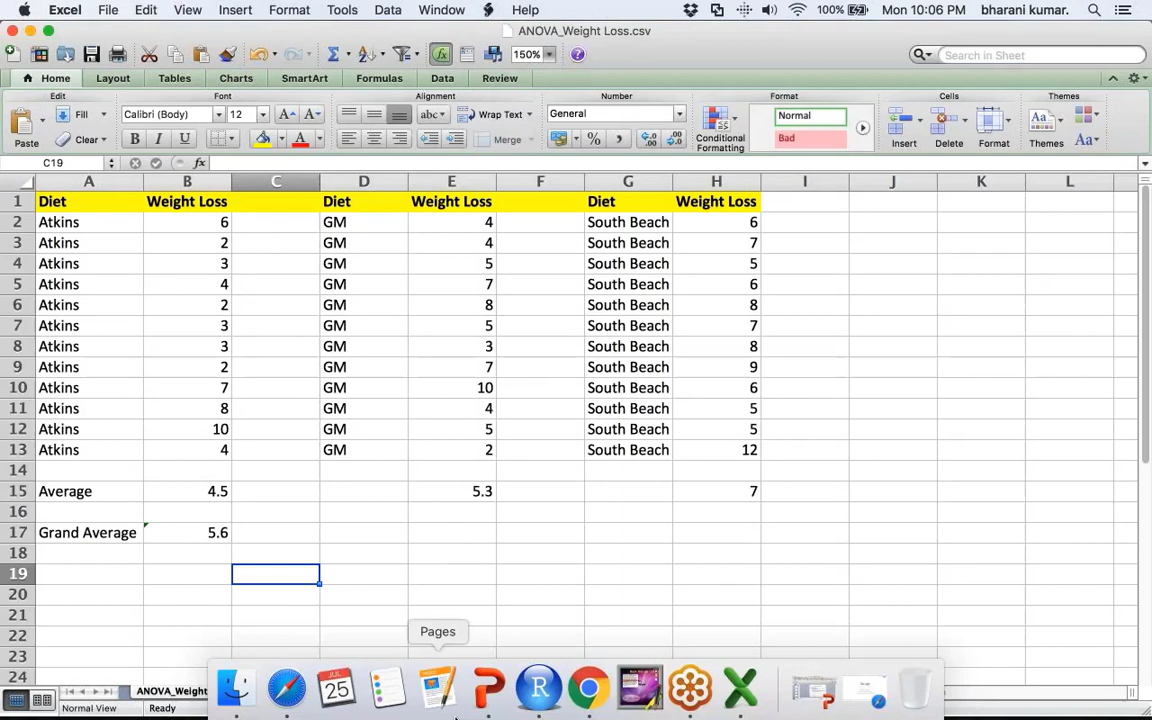 Excel File Edit View Insert Format Tools Data Window Help 100% Mon 10:06 PM bharani kumar.
ANOVA_Weight Loss.csv
150% Search in Sheet
Home Layout Tables Charts SmartArt Formulas Data Review
Edit Font Alignment Number Format Cells Themes
Fill Calibri (Body) 12 A A abc Wrap Text General Normal
Paste Clear B I U A Merge % Conditional Formatting Bad Insert Delete Format Themes Aa
C19 fx
A B C D E F G H I J K L
1 Diet Weight Loss Diet Weight Loss Diet Weight Loss
2 Atkins 6 GM 4 South Beach 6
3 Atkins 2 GM 4 South Beach 7
4 Atkins 3 GM 5 South Beach 5
5 Atkins 4 GM 7 South Beach 6
6 Atkins 2 GM 8 South Beach 8
7 Atkins 3 GM 5 South Beach 7
8 Atkins 3 GM 3 South Beach 8
9 Atkins 2 GM 7 South Beach 9
10 Atkins 7 GM 10 South Beach 6
11 Atkins 8 GM 4 South Beach 5
12 Atkins 10 GM 5 South Beach 5
13 Atkins 4 GM 2 South Beach 12
14
15 Average 4.5 5.3 7
16
17 Grand Average 5.6
18
19
20
21
22 Pages
23
24
JUL 25
ANOVA_Weight
Normal View Ready